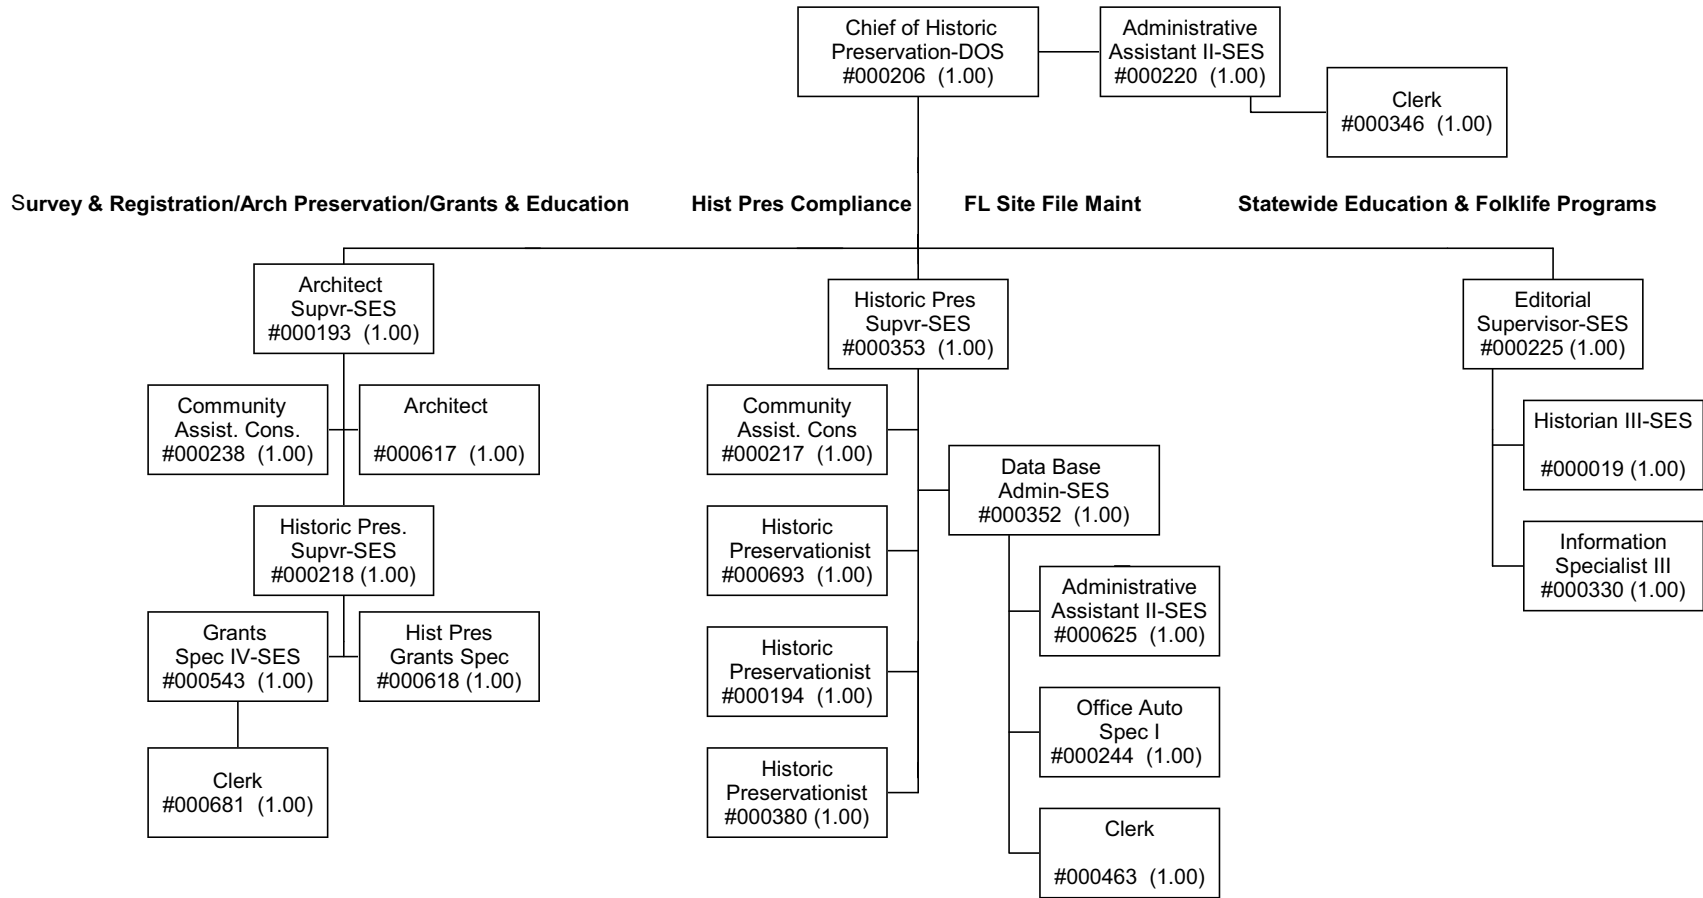 Chief of Historic
Preservation-DOS
#000206 (1.00)
Administrative
Assistant II-SES
#000220 (1.00)
Clerk
#000346 (1.00)
Survey & Registration/Arch Preservation/Grants & Education
Hist Pres Compliance
FL Site File Maint
Statewide Education & Folklife Programs
Architect
Supvr-SES
#000193 (1.00)
Community
Assist. Cons.
#000238 (1.00)
Architect
#000617 (1.00)
Historic Pres.
Supvr-SES
#000218 (1.00)
Grants
Spec IV-SES
#000543 (1.00)
Hist Pres
Grants Spec
#000618 (1.00)
Clerk
#000681 (1.00)
Historic Pres
Supvr-SES
#000353 (1.00)
Community
Assist. Cons
#000217 (1.00)
Historic
Preservationist
#000693 (1.00)
Historic
Preservationist
#000194 (1.00)
Historic
Preservationist
#000380 (1.00)
Data Base
Admin-SES
#000352 (1.00)
Administrative
Assistant II-SES
#000625 (1.00)
Office Auto
Spec I
#000244 (1.00)
Clerk
#000463 (1.00)
Editorial
Supervisor-SES
#000225 (1.00)
Historian III-SES
#000019 (1.00)
Information
Specialist III
#000330 (1.00)